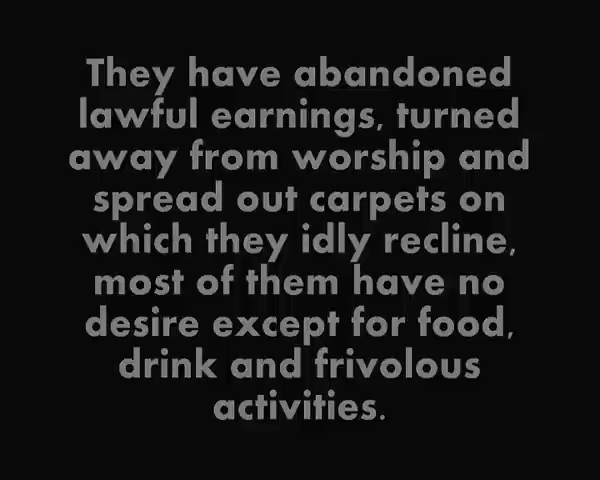 They have abandoned
lawful earnings, turned
away from worship and
spread out carpets on
which they idly recline,
most of them have no
desire except for food,
drink and frivolous
activities.